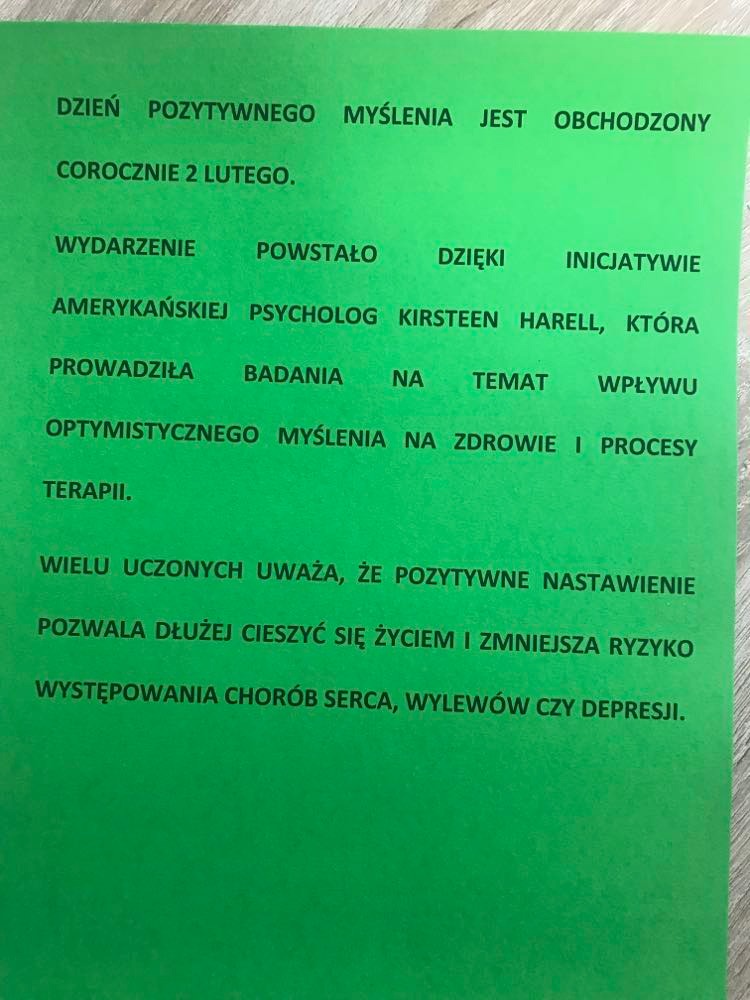 DZIEŃ POZYTYWNEGO MYŚLENIA JEST OBCHODZONY
COROCZNIE 2 LUTEGO.
WYDARZENIE POWSTAŁO DZIĘKI INICJATYWIE
AMERYKAŃSKIEJ PSYCHOLOG KIRSTEEN HARELL, KTÓRA
PROWADZIŁA BADANIA NA TEMAT WPŁYWU
OPTYMISTYCZNEGO MYŚLENIA NA ZDROWIE I PROCESY
TERAPII.
WIELU UCZONYCH UWAŻA, ŻE POZYTYWNE NASTAWIENIE
POZWALA DŁUŻEJ CIESZYĆ SIĘ ŻYCIEM I ZMNIEJSZA RYZYKO
WYSTĘPOWANIA CHORÓB SERCA, WYLEWÓW CZY DEPRESJI.